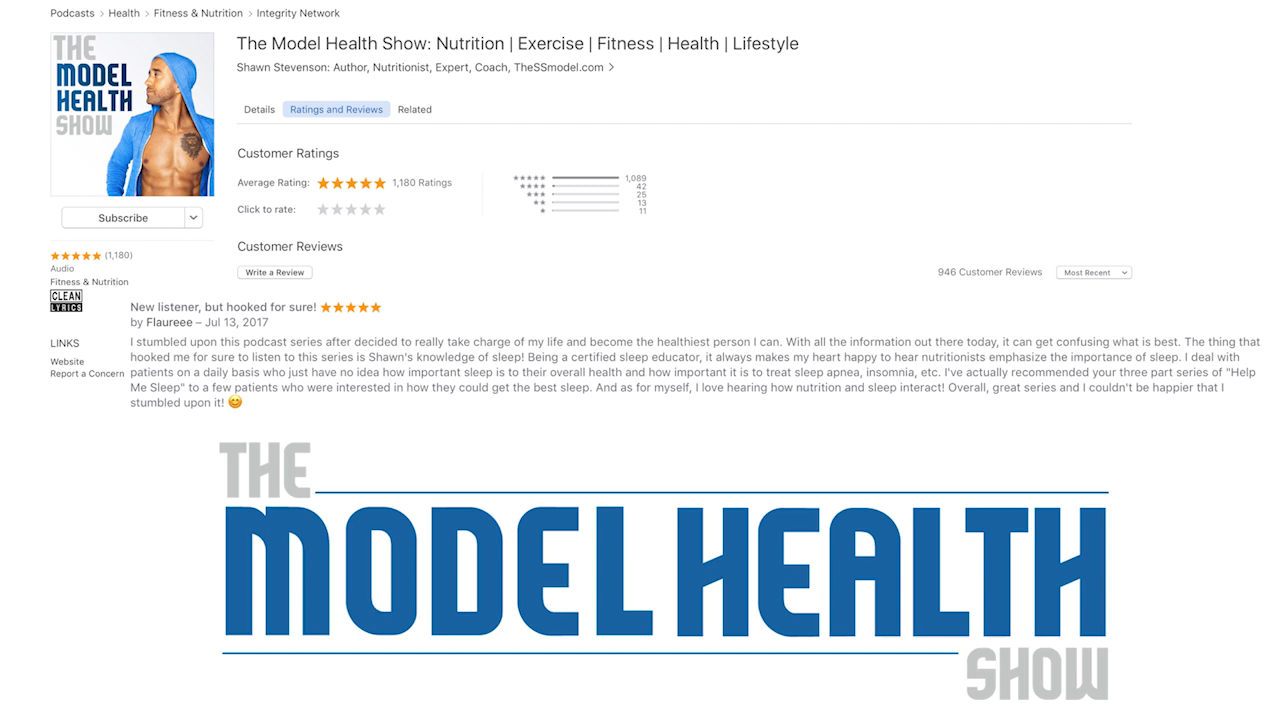 Podcasts > Health > Fitness & Nutrition > Integrity Network
THE
MODEL
HEALTH
SHOW
The Model Health Show: Nutrition | Exercise | Fitness | Health | Lifestyle
Shawn Stevenson: Author, Nutritionist, Expert, Coach, TheSSmodel.com >
Details Ratings and Reviews Related
Customer Ratings
Average Rating: ★★★★★ 1,180 Ratings
Click to rate: ★★★★★
★★★★★ 1,089
★★★★ 42
★★★ 25
★★ 13
★ 11
Subscribe
Customer Reviews
Write a Review
946 Customer Reviews Most Recent
★★★★★ (1,180)
Audio
Fitness & Nutrition
CLEAN
LYRICS
LINKS
Website
Report a Concern
New listener, but hooked for sure! ★★★★★
by Flaureee – Jul 13, 2017
I stumbled upon this podcast series after decided to really take charge of my life and become the healthiest person I can. With all the information out there today, it can get confusing what is best. The thing that
hooked me for sure to listen to this series is Shawn's knowledge of sleep! Being a certified sleep educator, it always makes my heart happy to hear nutritionists emphasize the importance of sleep. I deal with
patients on a daily basis who just have no idea how important sleep is to their overall health and how important it is to treat sleep apnea, insomnia, etc. I've actually recommended your three part series of "Help
Me Sleep" to a few patients who were interested in how they could get the best sleep. And as for myself, I love hearing how nutrition and sleep interact! Overall, great series and I couldn't be happier that I
stumbled upon it! 😊
THE
MODEL HEALTH
SHOW